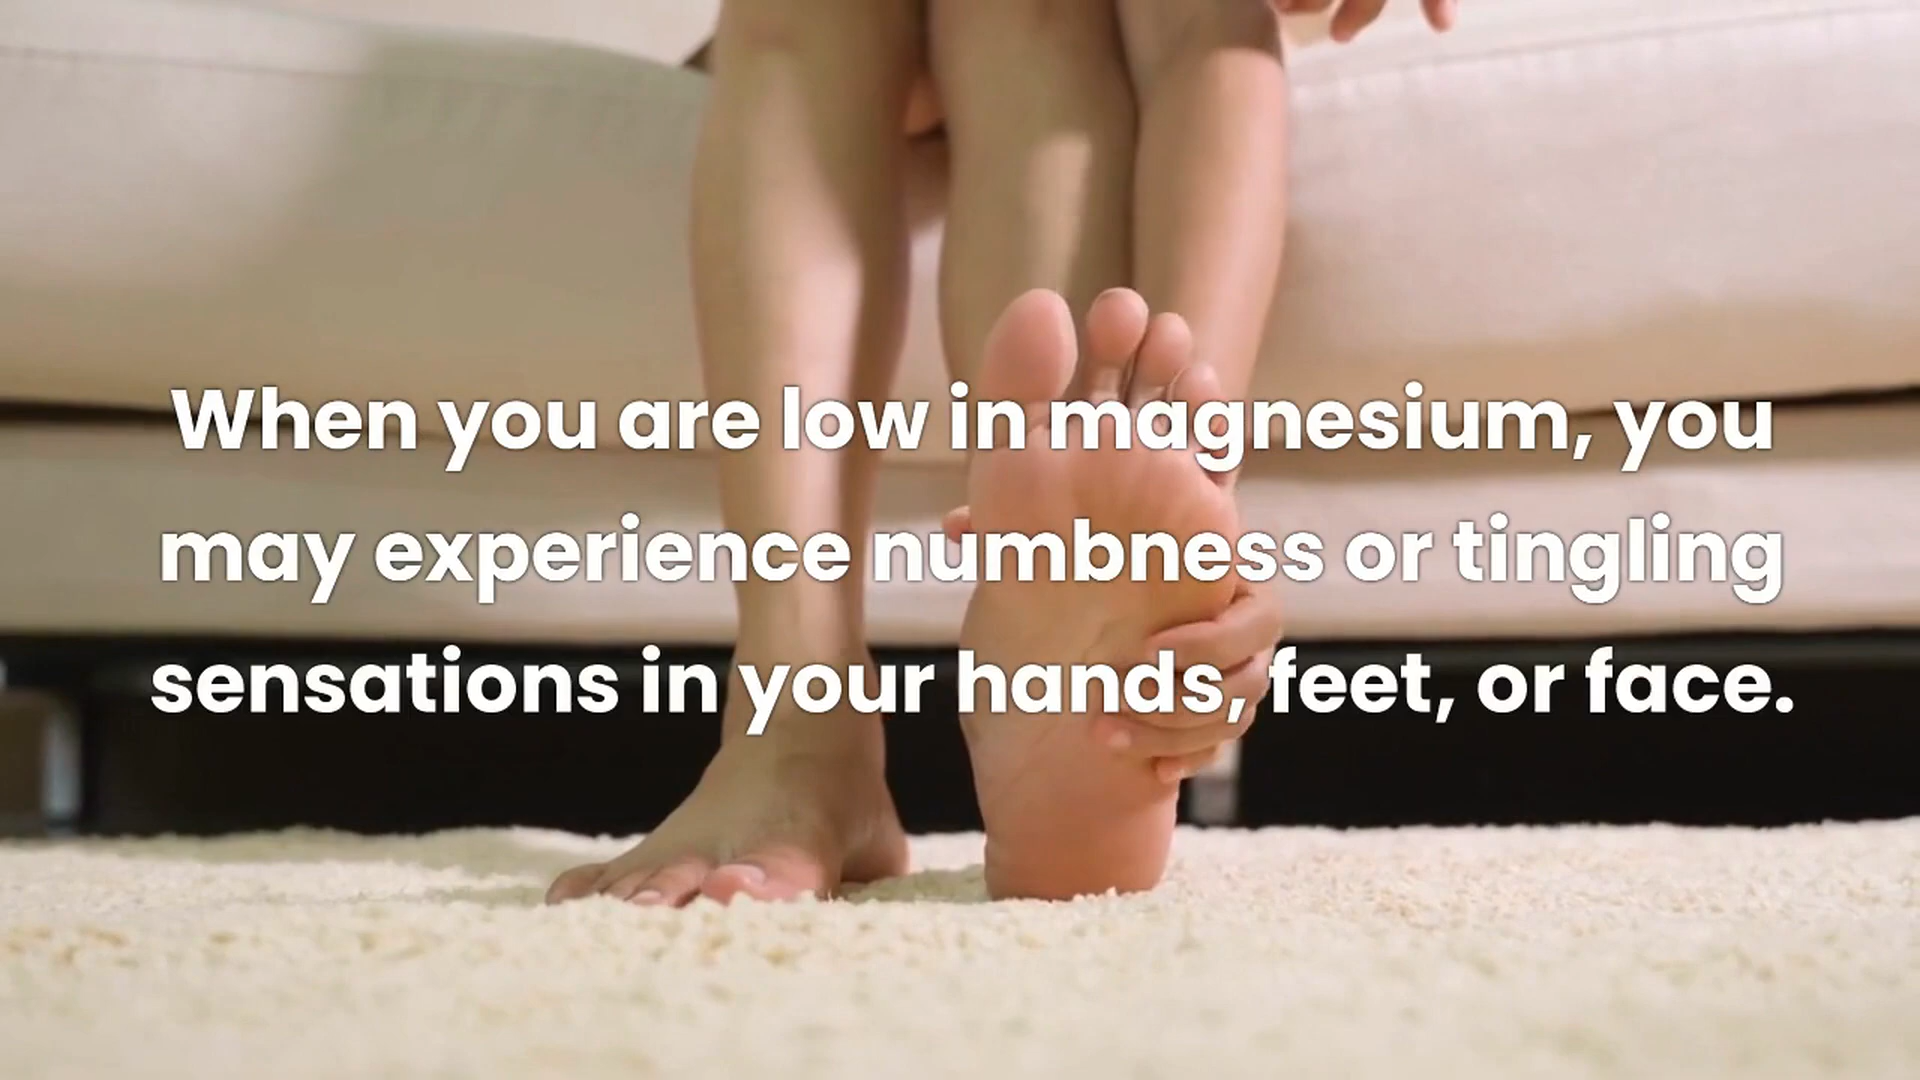 When you are low in magnesium, you
may experience numbness or tingling
sensations in your hands, feet, or face.